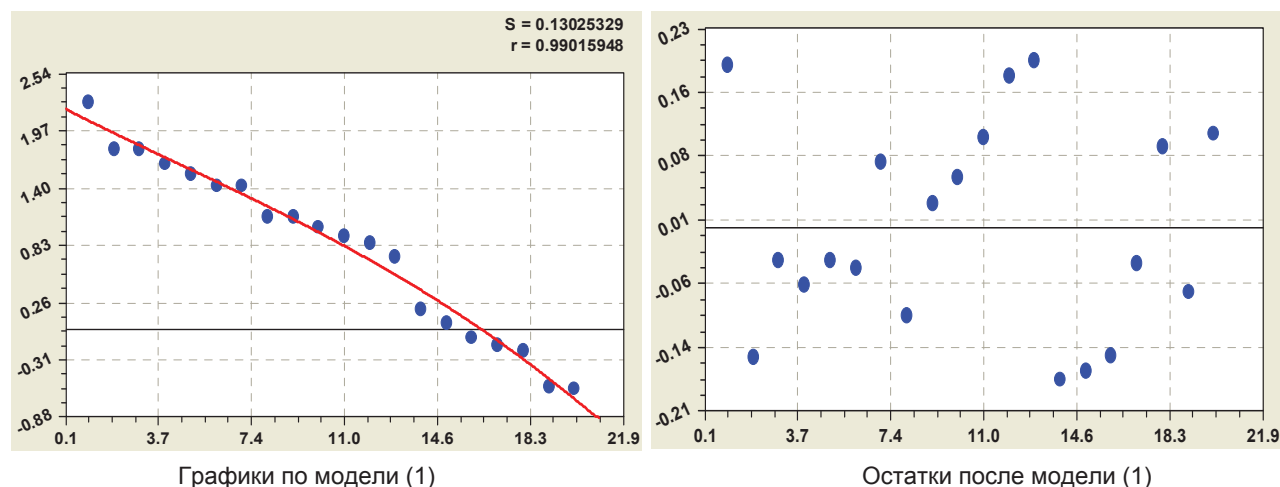 S = 0.13025329
r = 0.99015948
2.54
1.97
1.40
0.83
0.26
-0.31
-0.88
0.1 3.7 7.4 11.0 14.6 18.3 21.9
Графики по модели (1)
0.23
0.16
0.08
0.01
-0.06
-0.14
-0.21
0.1 3.7 7.4 11.0 14.6 18.3 21.9
Остатки после модели (1)